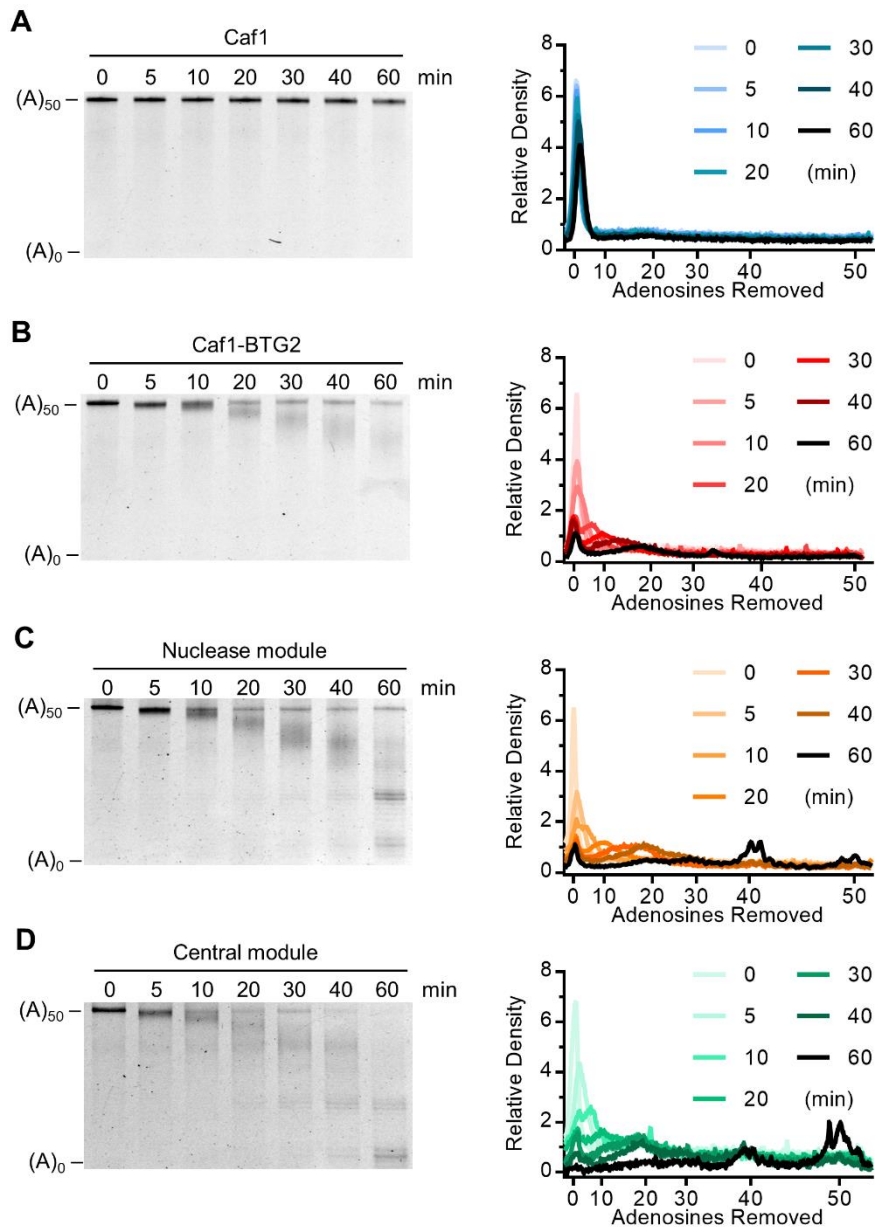 A
Caf1
0 5 10 20 30 40 60 min
(A)50
(A)0
Relative Density
8
6
4
2
0
0 30
5 40
10 60
20 (min)
0 10 20 30 40 50
Adenosines Removed
B
Caf1-BTG2
0 5 10 20 30 40 60 min
(A)50
(A)0
Relative Density
8
6
4
2
0
0 30
5 40
10 60
20 (min)
0 10 20 30 40 50
Adenosines Removed
C
Nuclease module
0 5 10 20 30 40 60 min
(A)50
(A)0
Relative Density
8
6
4
2
0
0 30
5 40
10 60
20 (min)
0 10 20 30 40 50
Adenosines Removed
D
Central module
0 5 10 20 30 40 60 min
(A)50
(A)0
Relative Density
8
6
4
2
0
0 30
5 40
10 60
20 (min)
0 10 20 30 40 50
Adenosines Removed